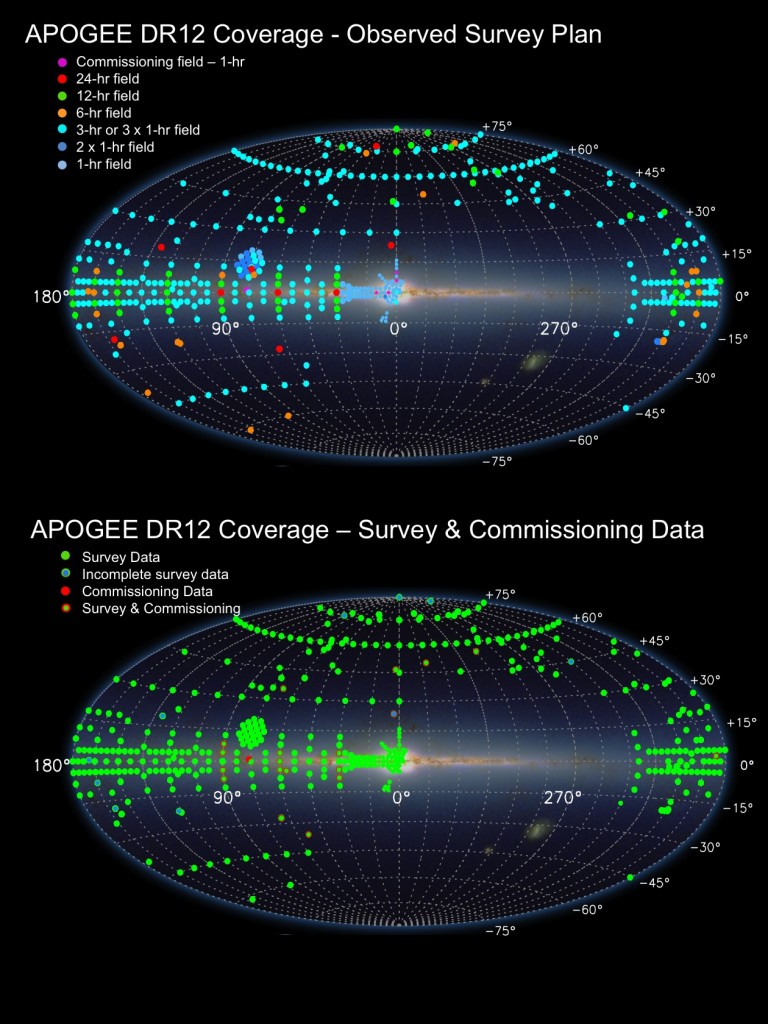 APOGEE DR12 Coverage - Observed Survey Plan
Commissioning field – 1-hr
24-hr field
12-hr field
6-hr field
3-hr or 3 x 1-hr field
2 x 1-hr field
1-hr field
+75°
+60°
+45°
+30°
+15°
180°
0°
90°
0°
270°
−15°
−30°
−45°
−60°
−75°
APOGEE DR12 Coverage – Survey & Commissioning Data
Survey Data
Incomplete survey data
Commissioning Data
Survey & Commissioning
+75°
+60°
+45°
+30°
+15°
180°
0°
90°
0°
270°
−15°
−30°
−45°
−60°
−75°